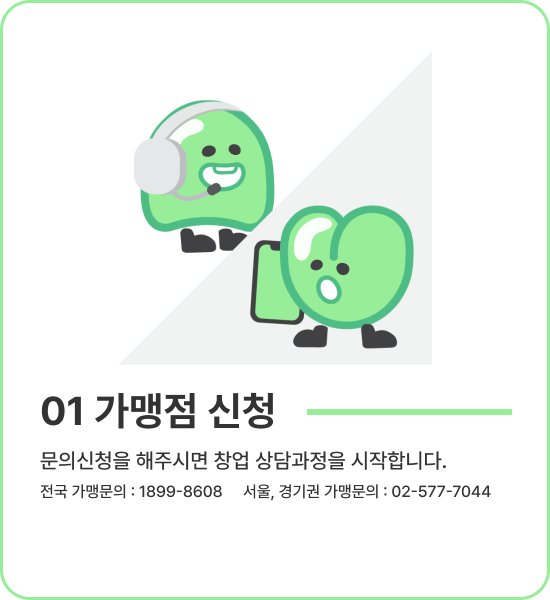 01 가맹점 신청
문의신청을 해주시면 창업 상담과정을 시작합니다.
전국 가맹문의 : 1899-8608 서울, 경기권 가맹문의 : 02-577-7044